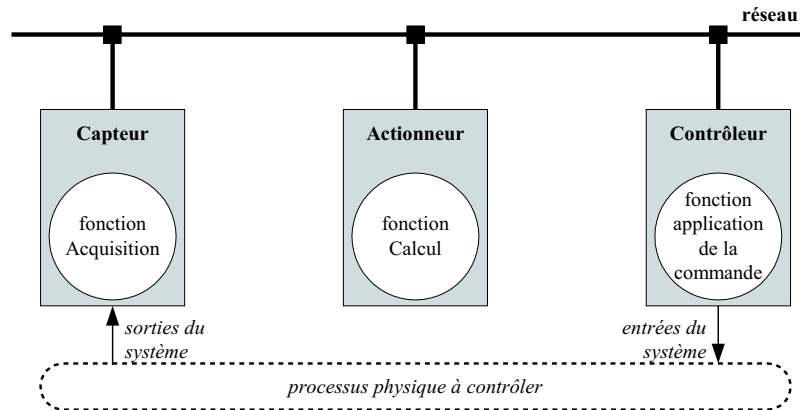 réseau
Capteur
Actionneur
Contrôleur
fonction
Acquisition
fonction
Calcul
fonction
application
de la
commande
sorties du
système
entrées du
système
processus physique à contrôler